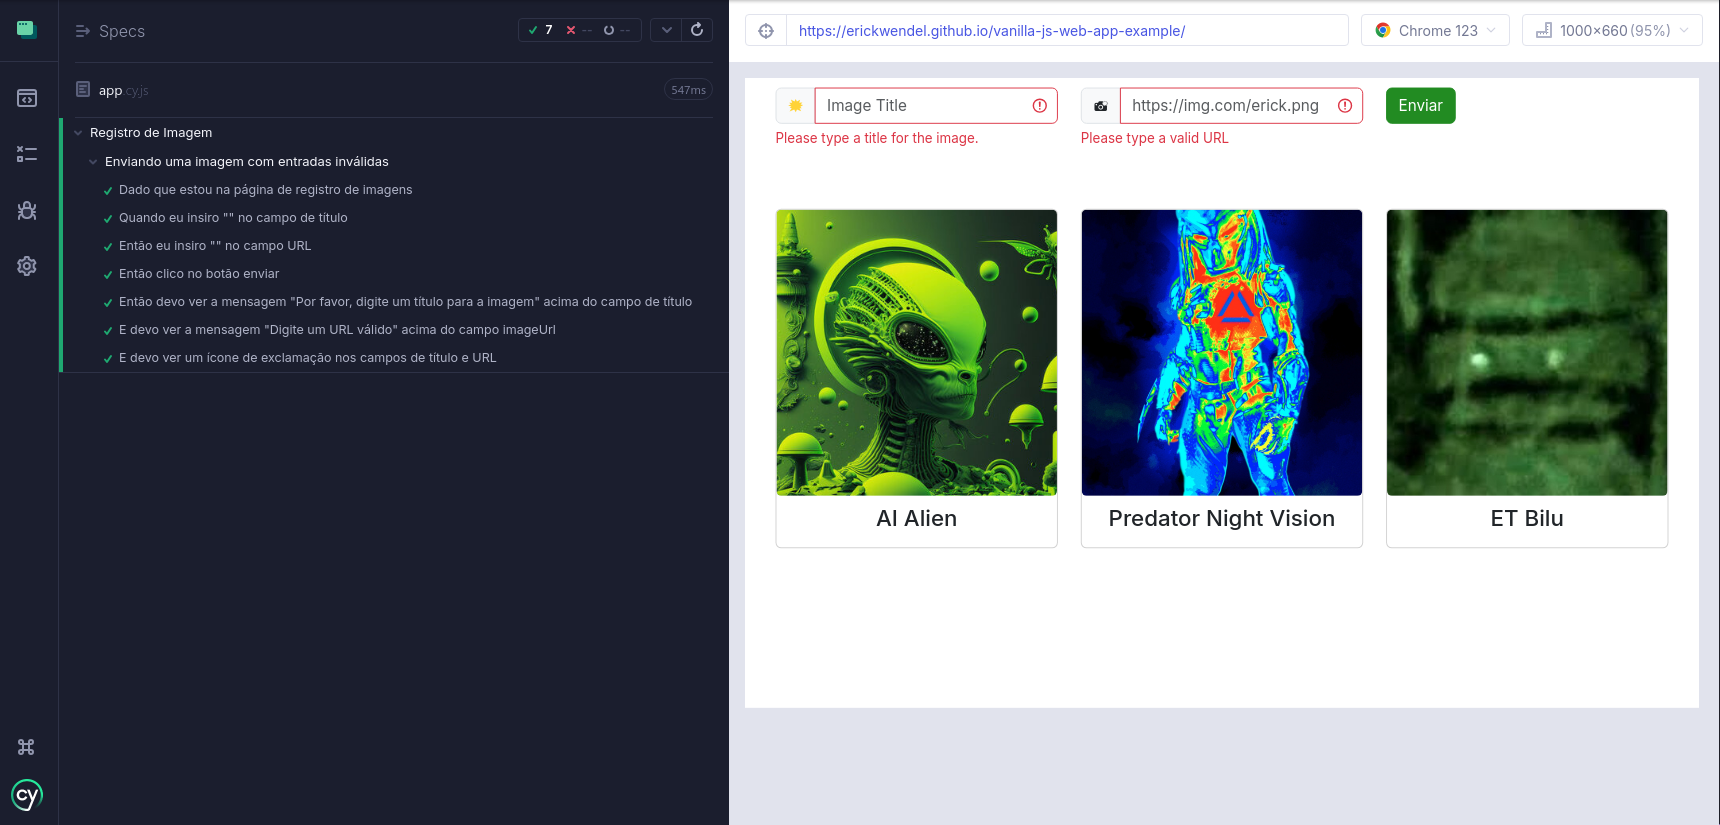 Specs
7
--
--
app cy.js
547ms
Registro de Imagem
Enviando uma imagem com entradas inválidas
Dado que estou na página de registro de imagens
Quando eu insiro "" no campo de título
Então eu insiro "" no campo URL
Então clico no botão enviar
Então devo ver a mensagem "Por favor, digite um título para a imagem" acima do campo de título
E devo ver a mensagem "Digite um URL válido" acima do campo imageUrl
E devo ver um ícone de exclamação nos campos de título e URL
cy
https://erickwendel.github.io/vanilla-js-web-app-example/
Chrome 123
1000x660 (95%)
Image Title
https://img.com/erick.png
Enviar
Please type a title for the image.
Please type a valid URL
AI Alien
Predator Night Vision
ET Bilu